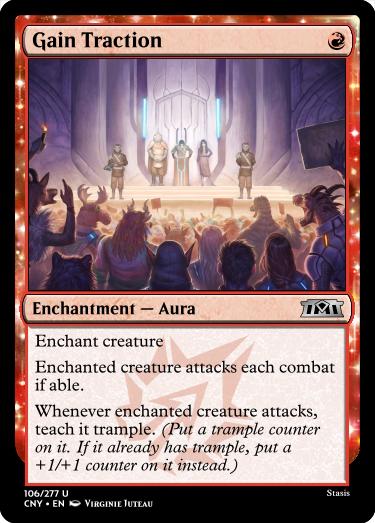 Gain Traction
Enchantment — Aura
Enchant creature
Enchanted creature attacks each combat
if able.
Whenever enchanted creature attacks,
teach it trample. (Put a trample counter
on it. If it already has trample, put a
+1/+1 counter on it instead.)
106/277 U
Stasis
CNY • EN Virginie Juteau